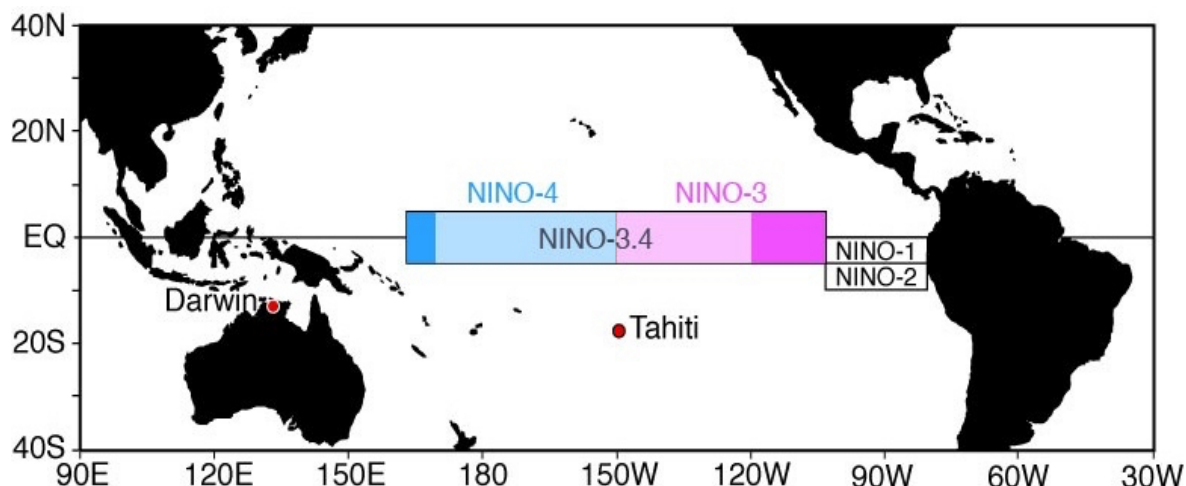 40N
20N
NINO-4 NINO-3
EQ
NINO-3.4
NINO-1
NINO-2
Darwin
Tahiti
20S
40S
90E 120E 150E 180 150W 120W 90W 60W 30W